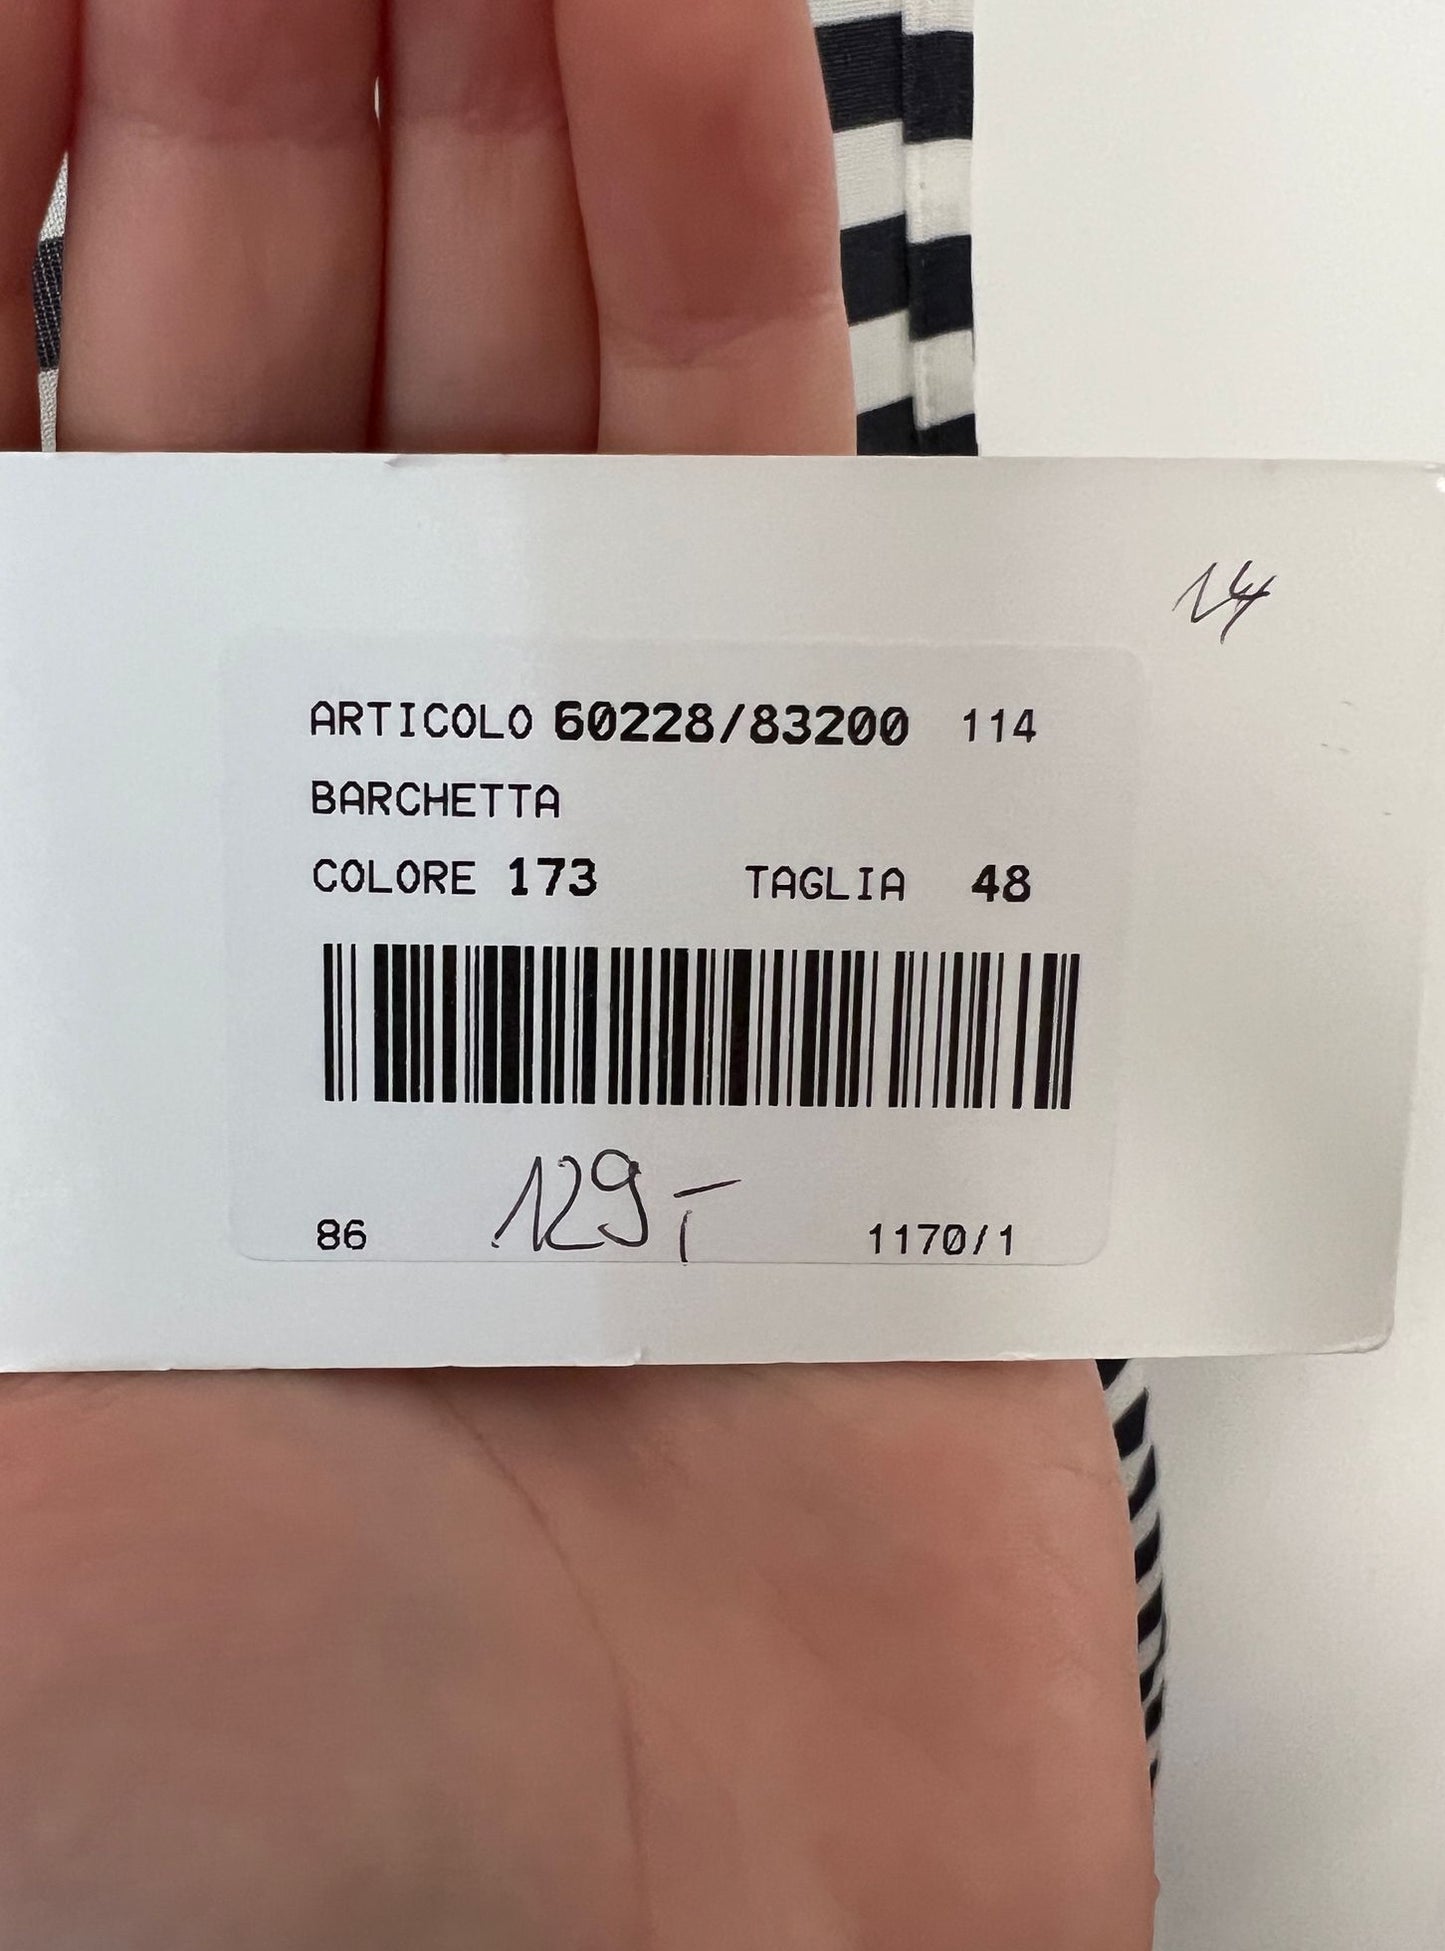 14
ARTICOLO 60228/83200 114
BARCHETTA
COLORE 173 TAGLIA 48
129,-
86 1170/1